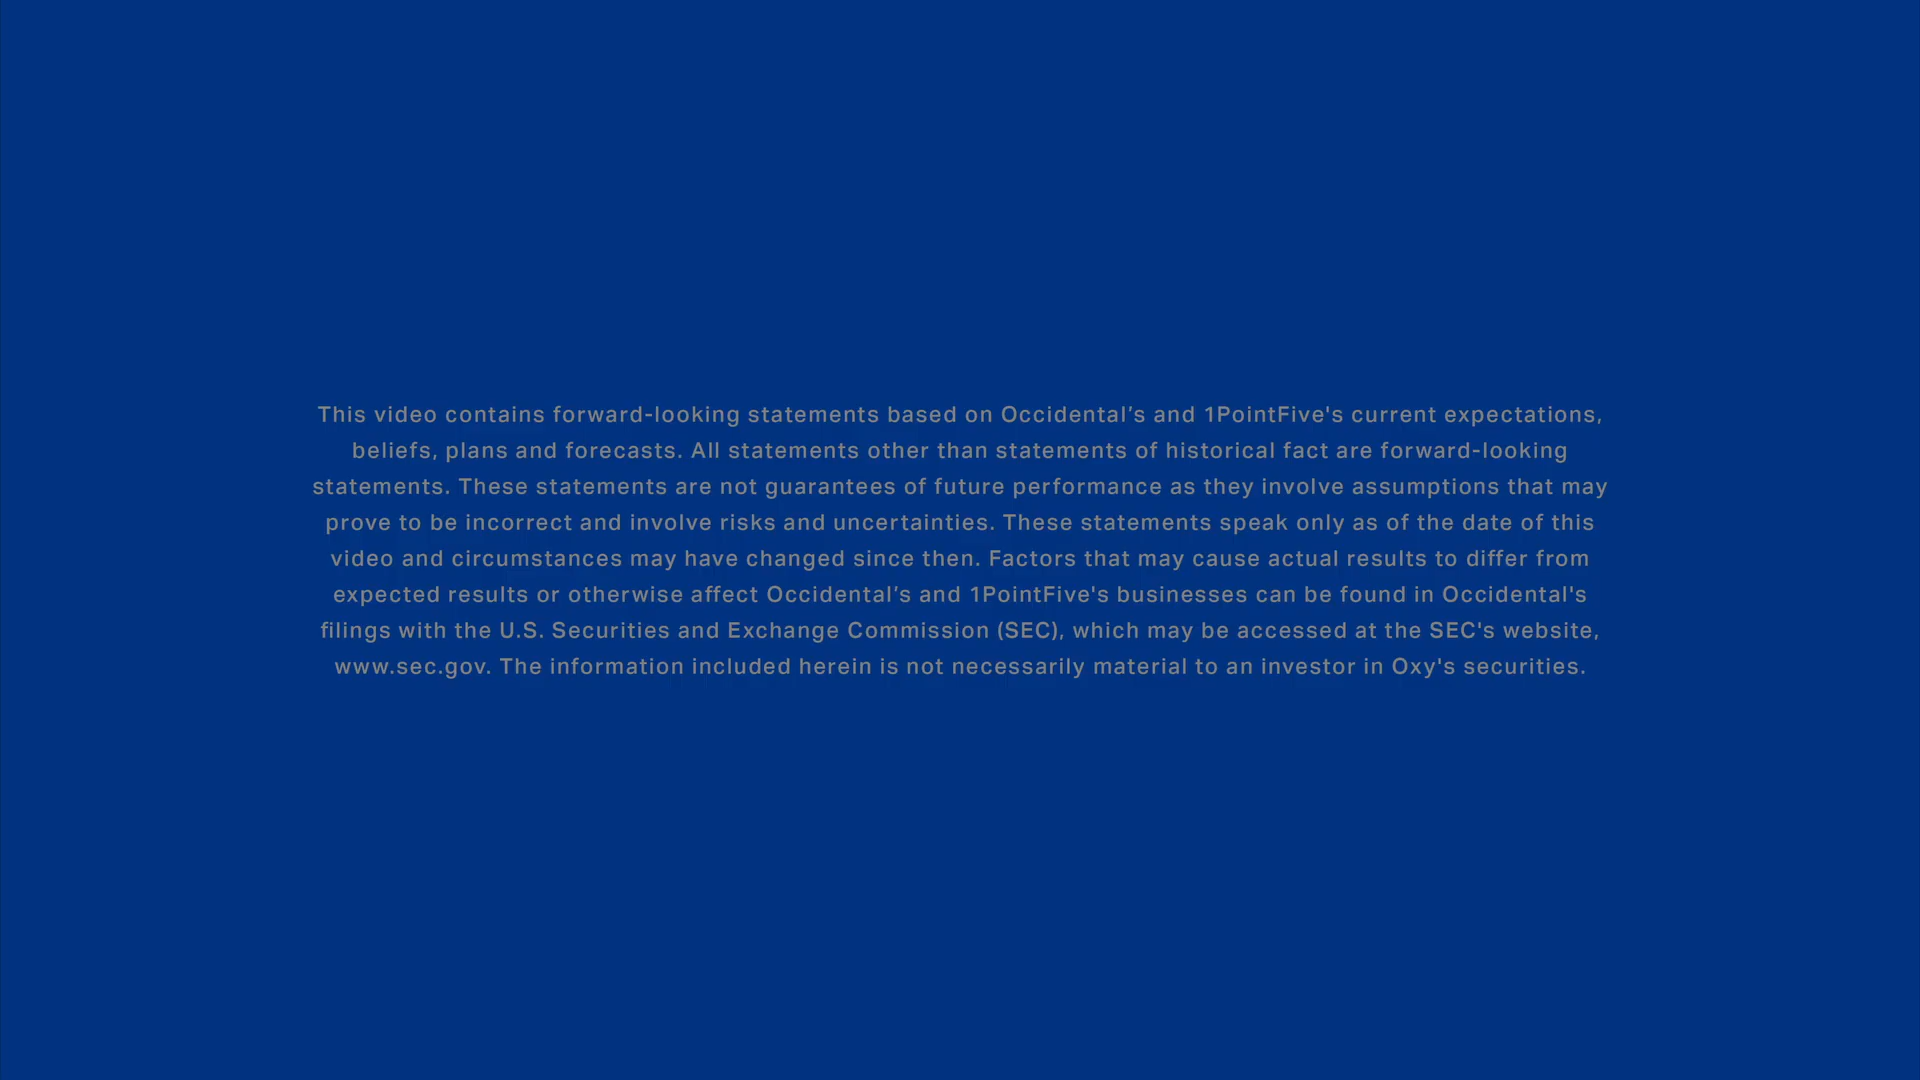 This video contains forward-looking statements based on Occidental’s and 1PointFive's current expectations,
beliefs, plans and forecasts. All statements other than statements of historical fact are forward-looking
statements. These statements are not guarantees of future performance as they involve assumptions that may
prove to be incorrect and involve risks and uncertainties. These statements speak only as of the date of this
video and circumstances may have changed since then. Factors that may cause actual results to differ from
expected results or otherwise affect Occidental’s and 1PointFive's businesses can be found in Occidental's
filings with the U.S. Securities and Exchange Commission (SEC), which may be accessed at the SEC's website,
www.sec.gov. The information included herein is not necessarily material to an investor in Oxy's securities.